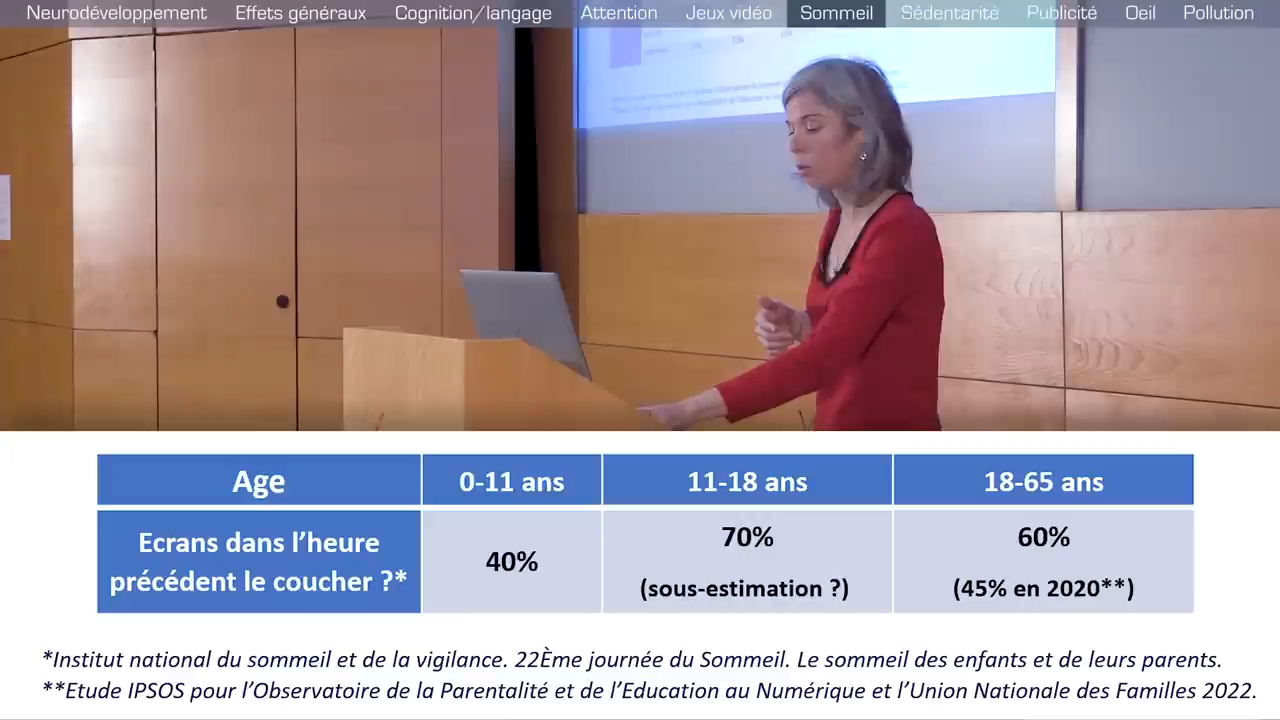 Neurodéveloppement Effets généraux Cognition/langage Attention Jeux vidéo Sommeil Sédentarité Publicité Oeil Pollution
Age 0-11 ans 11-18 ans 18-65 ans
Ecrans dans l’heure précédent le coucher ?* 40% 70% 60%
(sous-estimation ?) (45% en 2020**)
*Institut national du sommeil et de la vigilance. 22Ème journée du Sommeil. Le sommeil des enfants et de leurs parents.
**Etude IPSOS pour l’Observatoire de la Parentalité et de l’Education au Numérique et l’Union Nationale des Familles 2022.